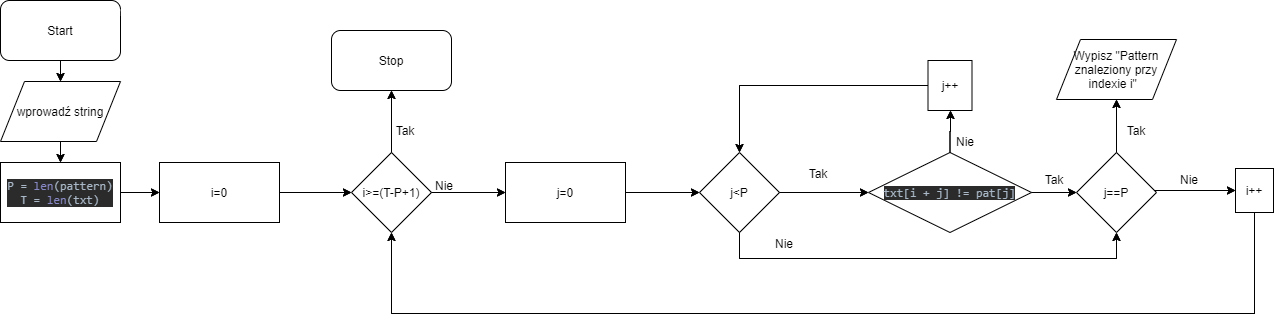 Start
wprowadź string
P = len(pattern)
T = len(txt)
i=0
Stop
Tak
i>=(T-P+1)
Nie
j=0
j<P
Tak
Nie
j++
Nie
txt[i + j] != pat[j]
Tak
Wypisz "Pattern
znaleziony przy
indexie i"
Tak
j==P
Nie
i++